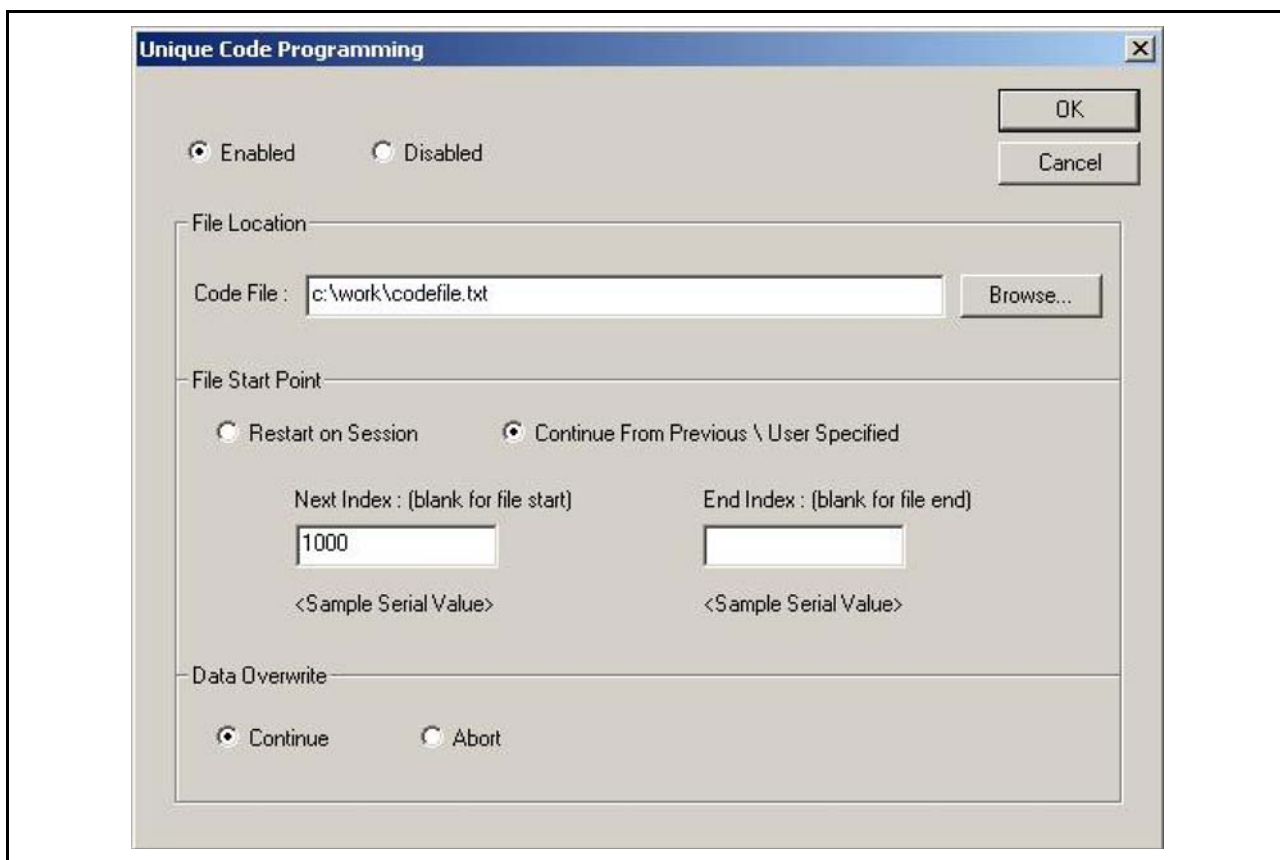 Unique Code Programming
OK
Enabled Disabled
Cancel
File Location
Code File : c:\work\codefile.txt Browse...
File Start Point
Restart on Session Continue From Previous \ User Specified
Next Index : (blank for file start) End Index : (blank for file end)
1000
<Sample Serial Value> <Sample Serial Value>
Data Overwrite
Continue Abort